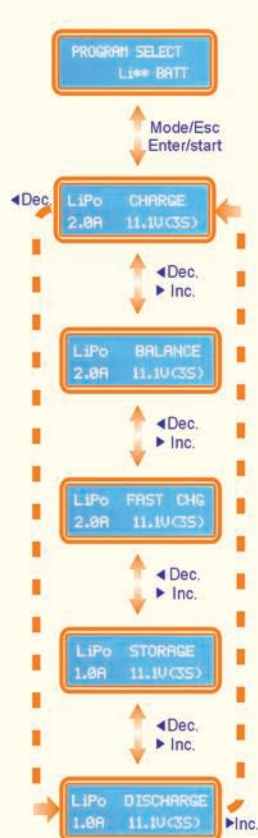 PROGRAM SELECT
Li** BATT
Mode/Esc
Enter/start
◀Dec.
LiPo CHARGE
2.0A 11.1V(3S)
◀Dec.
▶ Inc.
LiPo BALANCE
2.0A 11.1V(3S)
◀Dec.
▶ Inc.
LiPo FAST CHG
2.0A 11.1V(3S)
◀Dec.
▶ Inc.
LiPo STORAGE
1.0A 11.1V(3S)
◀Dec.
▶ Inc.
LiPo DISCHARGE
1.0A 11.1V(3S)
▶Inc.